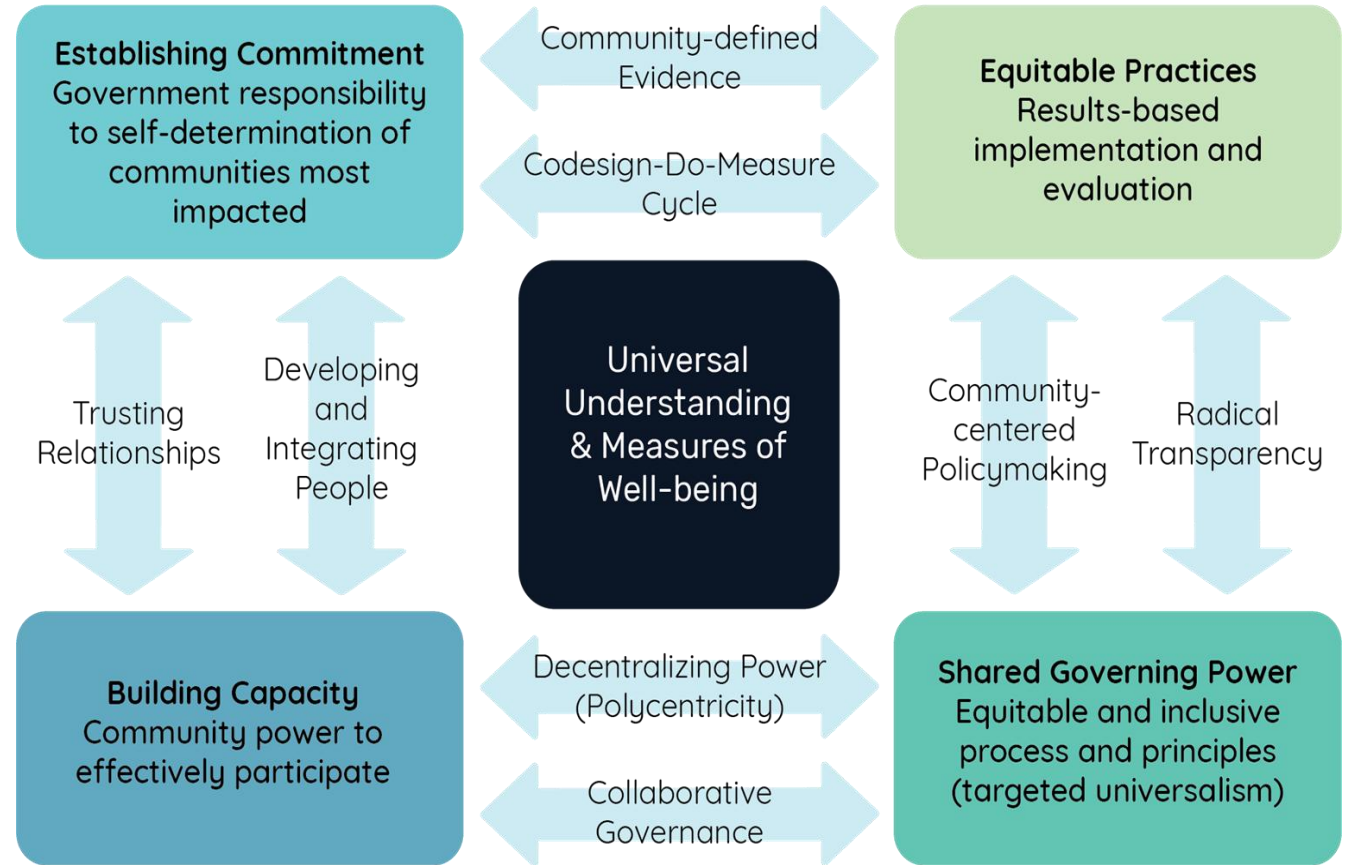 Establishing Commitment
Government responsibility
to self-determination of
communities most
impacted
Community-defined
Evidence
Codesign-Do-Measure
Cycle
Equitable Practices
Results-based
implementation and
evaluation
Trusting
Relationships
Developing
and
Integrating
People
Universal
Understanding
& Measures of
Well-being
Community-
centered
Policymaking
Radical
Transparency
Building Capacity
Community power to
effectively participate
Decentralizing Power
(Polycentricity)
Collaborative
Governance
Shared Governing Power
Equitable and inclusive
process and principles
(targeted universalism)